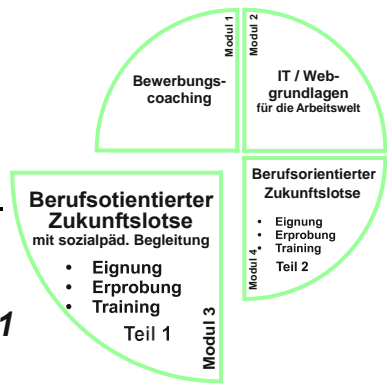 Modul 1
Bewerbungs-
coaching
Modul 2
IT / Web-
grundlagen
für die Arbeitswelt
Berufsotientierter
Zukunftslotse
mit sozialpäd. Begleitung
• Eignung
• Erprobung
• Training
Teil 1
Modul 3
Berufsorientierter
Zukunftslotse
• Eignung
• Erprobung
• Training
Teil 2
Modul 4
1